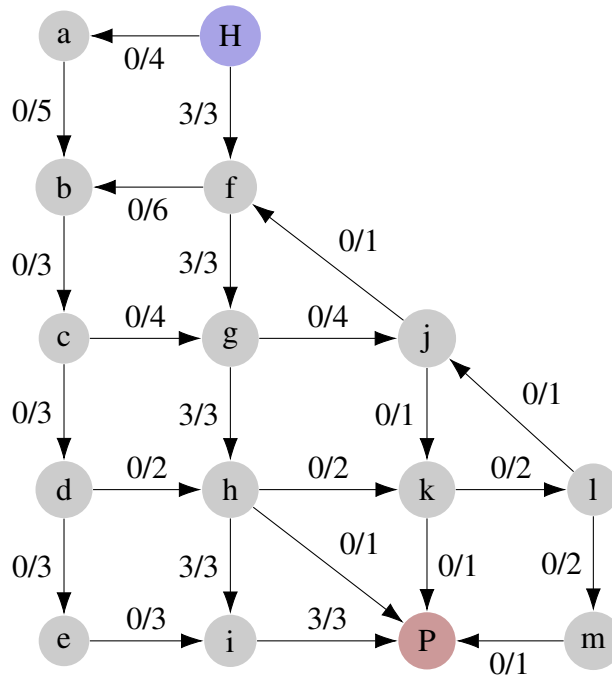 a H
0/4
0/5 3/3
b f
0/6
0/3 3/3 0/1
0/4 0/4
c g j
0/1
0/3 3/3 0/1
0/2 0/2 0/2
d h k l
0/1
0/3 3/3 0/1 0/2
0/3 3/3
e i P m
0/1